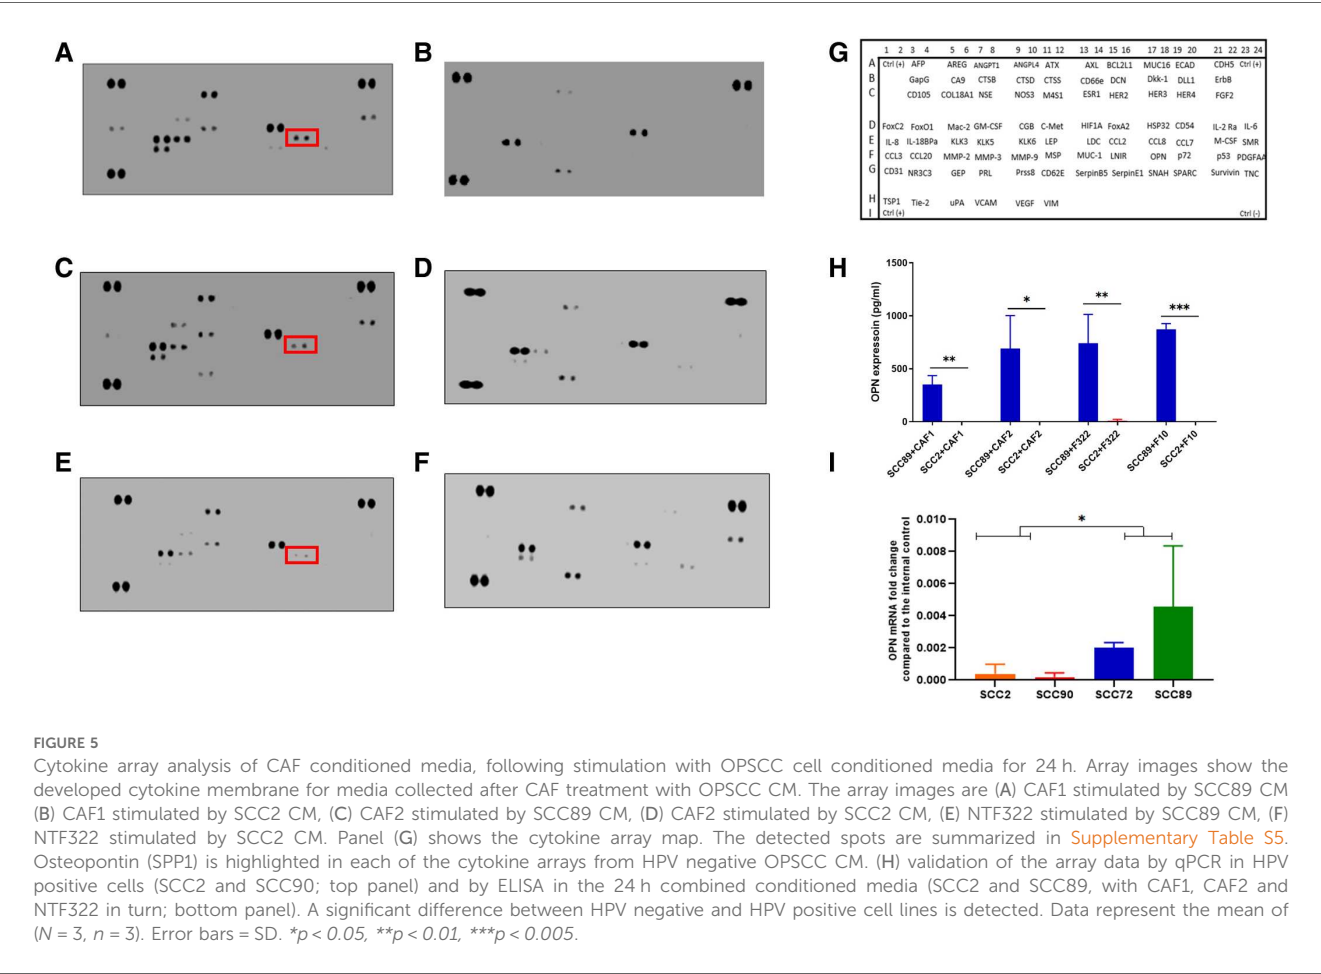 A
B
G
1 2 3 4 5 6 7 8 9 10 11 12 13 14 15 16 17 18 19 20 21 22 23 24
A Ctrl (+) AFP AREG ANGPT1 ANGPL4 ATX AXL BCL2L1 MUC16 ECAD CDH5 Ctrl (+)
B GapG CA9 CTSB CTSD CTSS CD66e DCN Dkk-1 DLL1 ErbB
C CD105 COL18A1 NSE NOS3 M4S1 ESR1 HER2 HER3 HER4 FGF2
D FoxC2 FoxO1 Mac-2 GM-CSF CGB C-Met HIF1A FoxA2 HSP32 CD54 IL-2 Ra IL-6
E IL-8 IL-18BPa KLK3 KLK5 KLK6 LEP LDC CCL2 CCL8 CCL7 M-CSF SMR
F CCL3 CCL20 MMP-2 MMP-3 MMP-9 MSP MUC-1 LNIR OPN p72 p53 PDGFAA
G CD31 NR3C3 GEP PRL Prss8 CD62E SerpinB5 SerpinE1 SNAH SPARC Survivin TNC
H TSP1 Tie-2 uPA VCAM VEGF VIM
I Ctrl (+) Ctrl (-)
C
D
H
OPN expressoin (pg/ml)
1500
1000
500
0
**
*
**
***
SCC89+CAF1
SCC2+CAF1
SCC89+CAF2
SCC2+CAF2
SCC89+F322
SCC2+F322
SCC89+F10
SCC2+F10
E
F
I
OPN mRNA fold change
compared to the internal control
0.010
0.008
0.006
0.004
0.002
0.000
*
SCC2 SCC90 SCC72 SCC89
FIGURE 5
Cytokine array analysis of CAF conditioned media, following stimulation with OPSCC cell conditioned media for 24 h. Array images show the
developed cytokine membrane for media collected after CAF treatment with OPSCC CM. The array images are (A) CAF1 stimulated by SCC89 CM
(B) CAF1 stimulated by SCC2 CM, (C) CAF2 stimulated by SCC89 CM, (D) CAF2 stimulated by SCC2 CM, (E) NTF322 stimulated by SCC89 CM, (F)
NTF322 stimulated by SCC2 CM. Panel (G) shows the cytokine array map. The detected spots are summarized in Supplementary Table S5.
Osteopontin (SPP1) is highlighted in each of the cytokine arrays from HPV negative OPSCC CM. (H) validation of the array data by qPCR in HPV
positive cells (SCC2 and SCC90; top panel) and by ELISA in the 24 h combined conditioned media (SCC2 and SCC89, with CAF1, CAF2 and
NTF322 in turn; bottom panel). A significant difference between HPV negative and HPV positive cell lines is detected. Data represent the mean of
(N = 3, n = 3). Error bars = SD. *p < 0.05, **p < 0.01, ***p < 0.005.